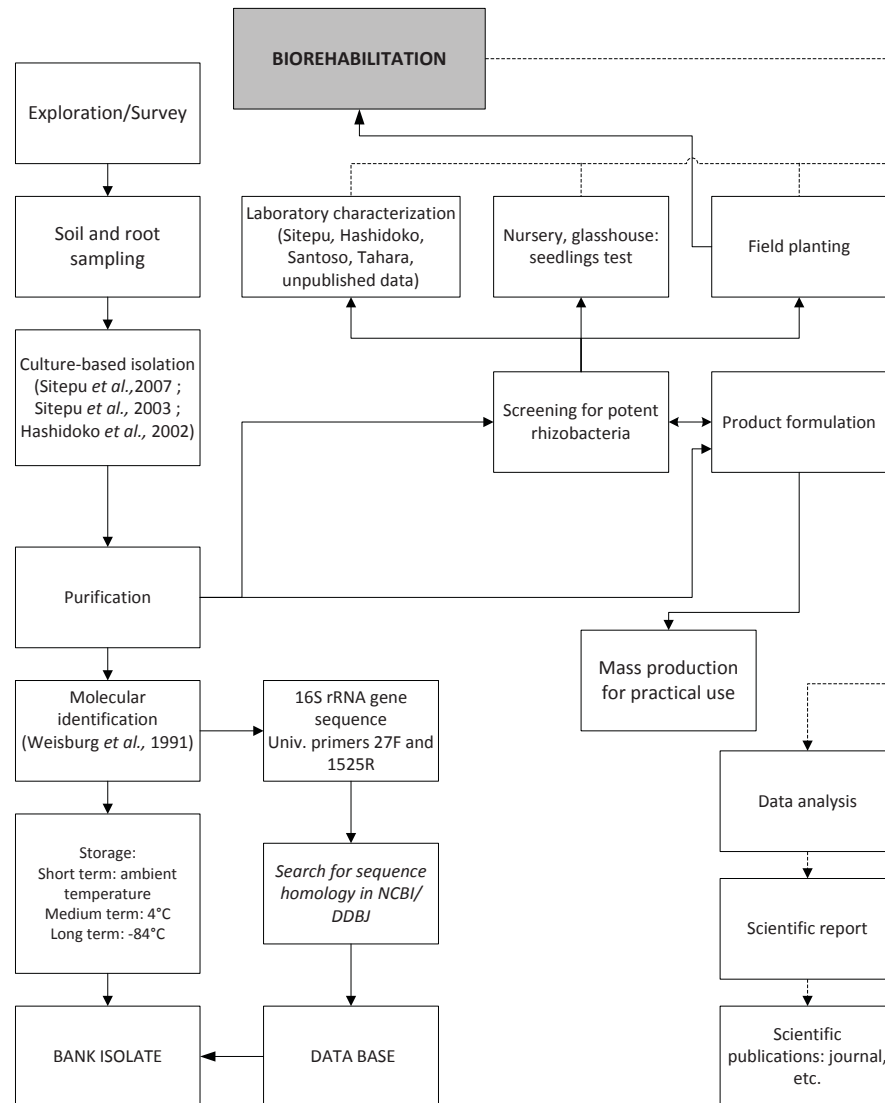 BIOREHABILITATION
Exploration/Survey
Soil and root
sampling
Laboratory characterization
(Sitepu, Hashidoko,
Santoso, Tahara,
unpublished data)
Nursery, glasshouse:
seedlings test
Field planting
Culture-based isolation
(Sitepu et al.,2007 ;
Sitepu et al., 2003 ;
Hashidoko et al., 2002)
Screening for potent
rhizobacteria
Product formulation
Purification
Mass production
for practical use
Molecular
identification
(Weisburg et al., 1991)
16S rRNA gene
sequence
Univ. primers 27F and
1525R
Data analysis
Storage:
Short term: ambient
temperature
Medium term: 4°C
Long term: -84°C
Search for sequence
homology in NCBI/
DDBJ
Scientific report
BANK ISOLATE
DATA BASE
Scientific
publications: journal,
etc.